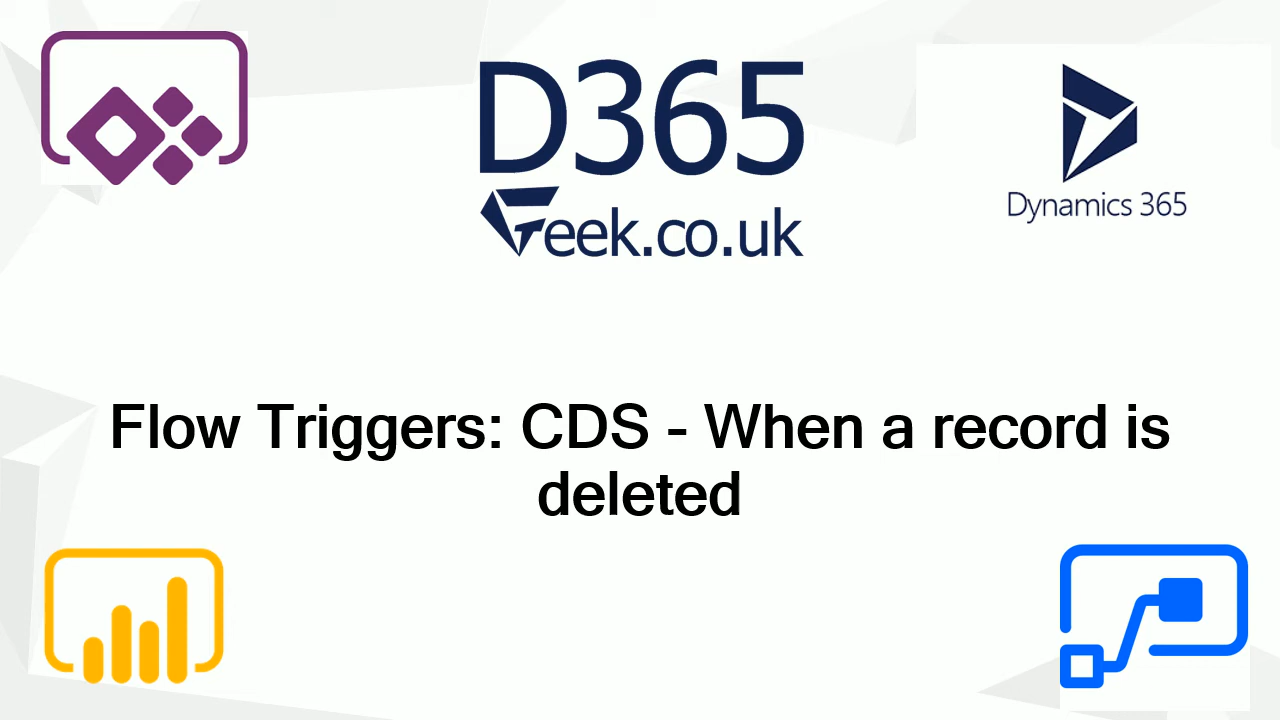 D365
Geek.co.uk
Dynamics 365
Flow Triggers: CDS - When a record is
deleted